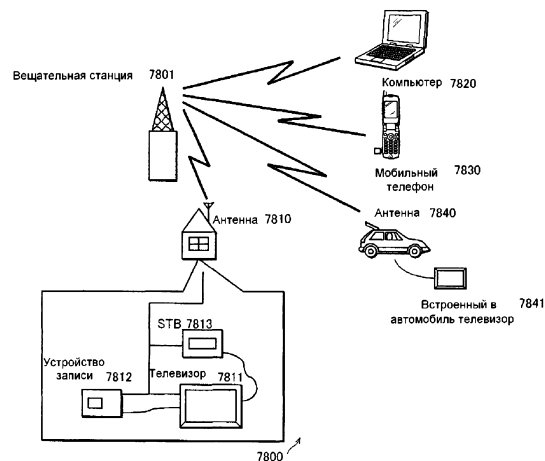 Вещательная станция 7801
Компьютер 7820
Мобильный 7830
телефон
Антенна 7810
Антенна 7840
Встроенный в 7841
автомобиль телевизор
STB 7813
Устройство
записи 7812
Телевизор 7811
7800